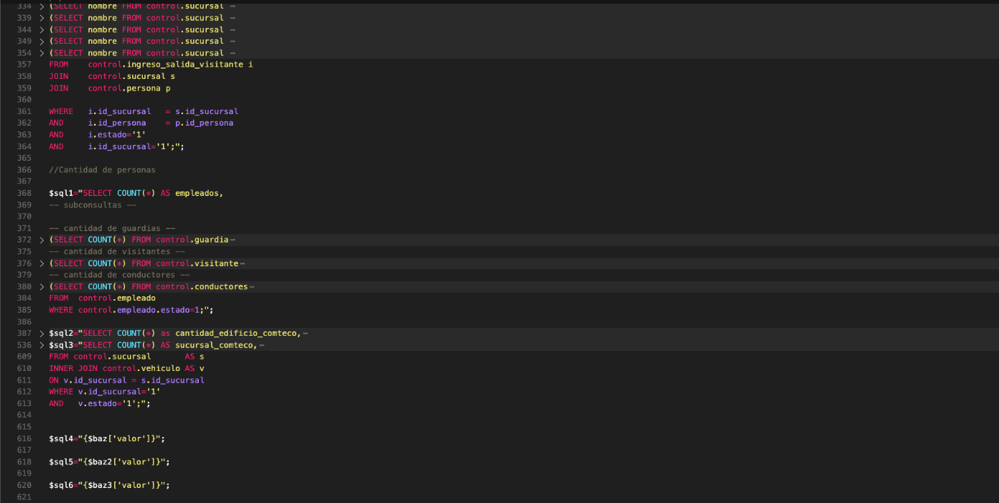 334 > (SELECT nombre FROM control.sucursal ⋯
339 > (SELECT nombre FROM control.sucursal ⋯
344 > (SELECT nombre FROM control.sucursal ⋯
349 > (SELECT nombre FROM control.sucursal ⋯
354 > (SELECT nombre FROM control.sucursal ⋯
357 FROM    control.ingreso_salida_visitante i
358 JOIN    control.sucursal s
359 JOIN    control.persona p
360
361 WHERE   i.id_sucursal   = s.id_sucursal
362 AND     i.id_persona    = p.id_persona
363 AND     i.estado='1'
364 AND     i.id_sucursal='1';";
365
366 //Cantidad de personas
367
368 $sql1="SELECT COUNT(*) AS empleados,
369 -- subconsultas --
370
371 -- cantidad de guardias --
372 > (SELECT COUNT(*) FROM control.guardia⋯
375 -- cantidad de visitantes --
376 > (SELECT COUNT(*) FROM control.visitante⋯
379 -- cantidad de conductores --
380 > (SELECT COUNT(*) FROM control.conductores⋯
384 FROM  control.empleado
385 WHERE control.empleado.estado=1;";
386
387 > $sql2="SELECT COUNT(*) as cantidad_edificio_comteco,⋯
536 > $sql3="SELECT COUNT(*) AS sucursal_comteco,⋯
609 FROM control.sucursal       AS s
610 INNER JOIN control.vehiculo AS v
611 ON v.id_sucursal = s.id_sucursal
612 WHERE v.id_sucursal='1'
613 AND   v.estado='1';";
614
615
616 $sql4="{$baz['valor']}";
617
618 $sql5="{$baz2['valor']}";
619
620 $sql6="{$baz3['valor']}";
621